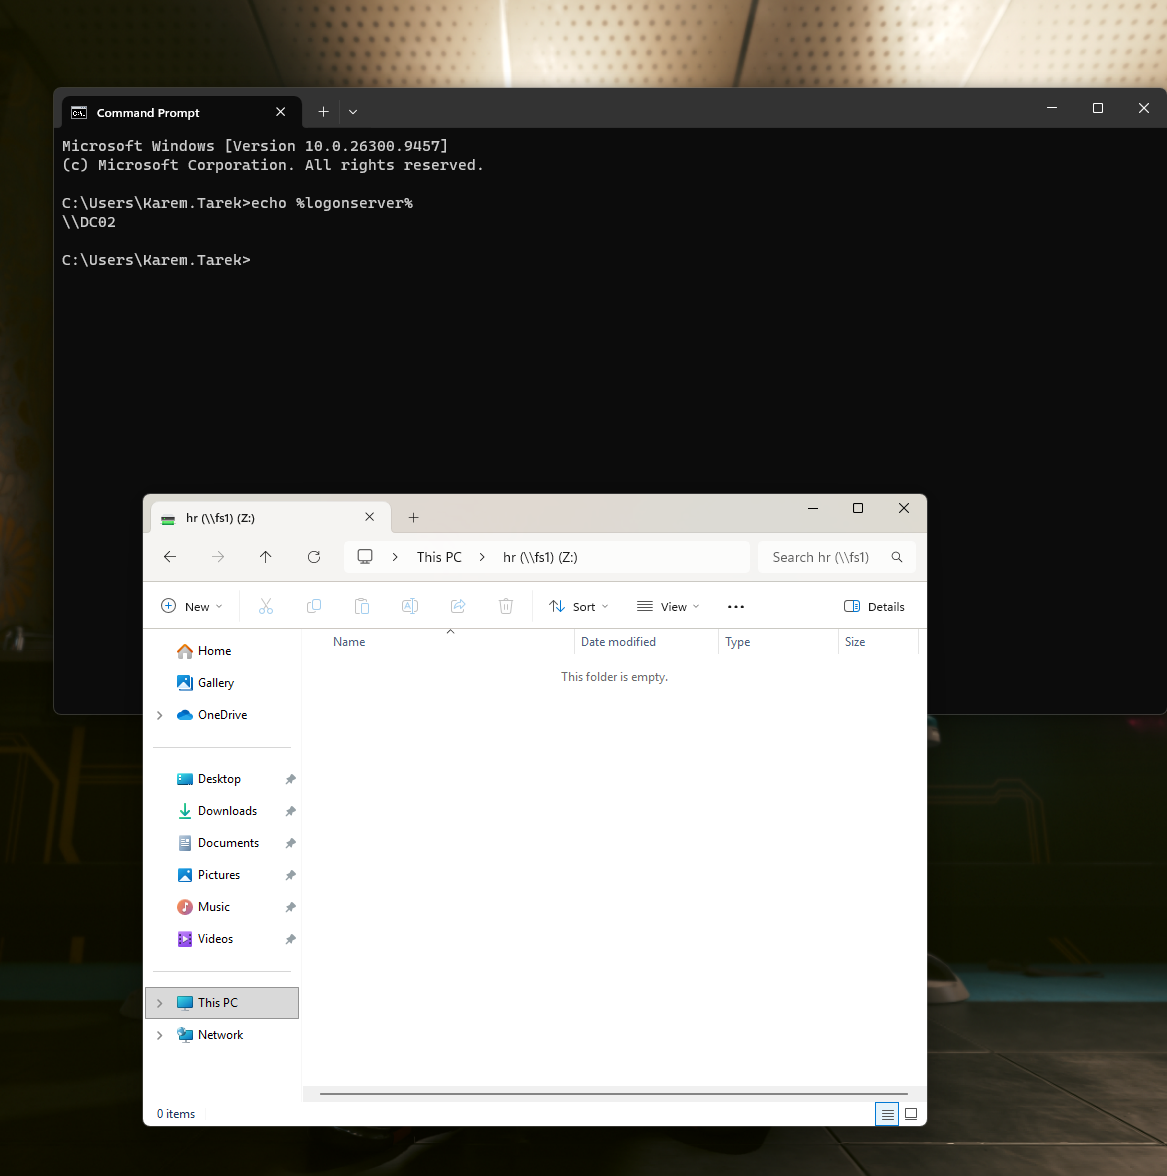 Command Prompt
Microsoft Windows [Version 10.0.26300.9457]
(c) Microsoft Corporation. All rights reserved.
C:\Users\Karem.Tarek>echo %logonserver%
\\DC02
C:\Users\Karem.Tarek>
hr (\\fs1) (Z:)
This PC > hr (\\fs1) (Z:) Search hr (\\fs1)
New Sort View ... Details
Name Date modified Type Size
This folder is empty.
Home
Gallery
OneDrive
Desktop
Downloads
Documents
Pictures
Music
Videos
This PC
Network
0 items